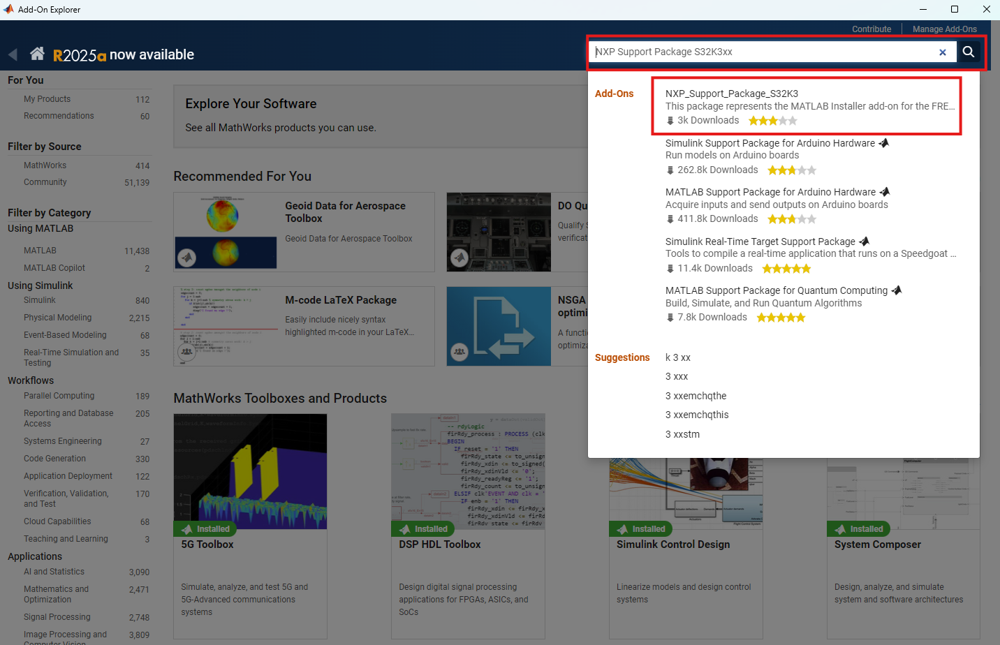 Add-On Explorer
Contribute
Manage Add-Ons
R2025a now available
NXP Support Package S32K3xx
For You
My Products 112
Recommendations 60
Filter by Source
MathWorks 414
Community 51,139
Filter by Category
Using MATLAB
MATLAB 11,438
MATLAB Copilot 2
Using Simulink
Simulink 840
Physical Modeling 2,215
Event-Based Modeling 68
Real-Time Simulation and 35
Testing
Workflows
Parallel Computing 189
Reporting and Database 205
Access
Systems Engineering 27
Code Generation 330
Application Deployment 122
Verification, Validation, 170
and Test
Cloud Capabilities 68
Teaching and Learning 3
Applications
AI and Statistics 3,090
Mathematics and 2,471
Optimization
Signal Processing 2,748
Image Processing and 3,809
Computer Vision
Explore Your Software
See all MathWorks products you can use.
Recommended For You
Geoid Data for Aerospace
Toolbox
Geoid Data for Aerospace Toolbox
DO Qu
Qualify S
verificat
M-code LaTeX Package
Easily include nicely syntax
highlighted m-code in your LaTeX...
NSGA
optimi
A functi
optimiza
MathWorks Toolboxes and Products
Installed
5G Toolbox
Simulate, analyze, and test 5G and
5G-Advanced communications
systems
-- rdyLogic
firRdy_process : PROCESS (clk
BEGIN
IF reset = '1' THEN
firRdy_state <= to_unsign
firRdy_xdin <= to_signed(
firRdy_xdinVld <= '0';
firRdy_readyReg <= '1';
firRdy_count <= to_unsign
ELSIF clk'EVENT AND clk = '
IF enb = '1' THEN
firRdy_xdin <= firRdy_x
firRdy_xdinVld <= firRd
firRdy state <= firRdv
Installed
DSP HDL Toolbox
Design digital signal processing
applications for FPGAs, ASICs, and
SoCs
Installed
Simulink Control Design
Linearize models and design control
systems
Installed
System Composer
Design, analyze, and simulate
system and software architectures
Add-Ons
NXP_Support_Package_S32K3
This package represents the MATLAB Installer add-on for the FRE...
3k Downloads
Simulink Support Package for Arduino Hardware
Run models on Arduino boards
262.8k Downloads
MATLAB Support Package for Arduino Hardware
Acquire inputs and send outputs on Arduino boards
411.8k Downloads
Simulink Real-Time Target Support Package
Tools to compile a real-time application that runs on a Speedgoat ...
11.4k Downloads
MATLAB Support Package for Quantum Computing
Build, Simulate, and Run Quantum Algorithms
7.8k Downloads
Suggestions
k 3 xx
3 xxx
3 xxemchqthe
3 xxemchqthis
3 xxstm